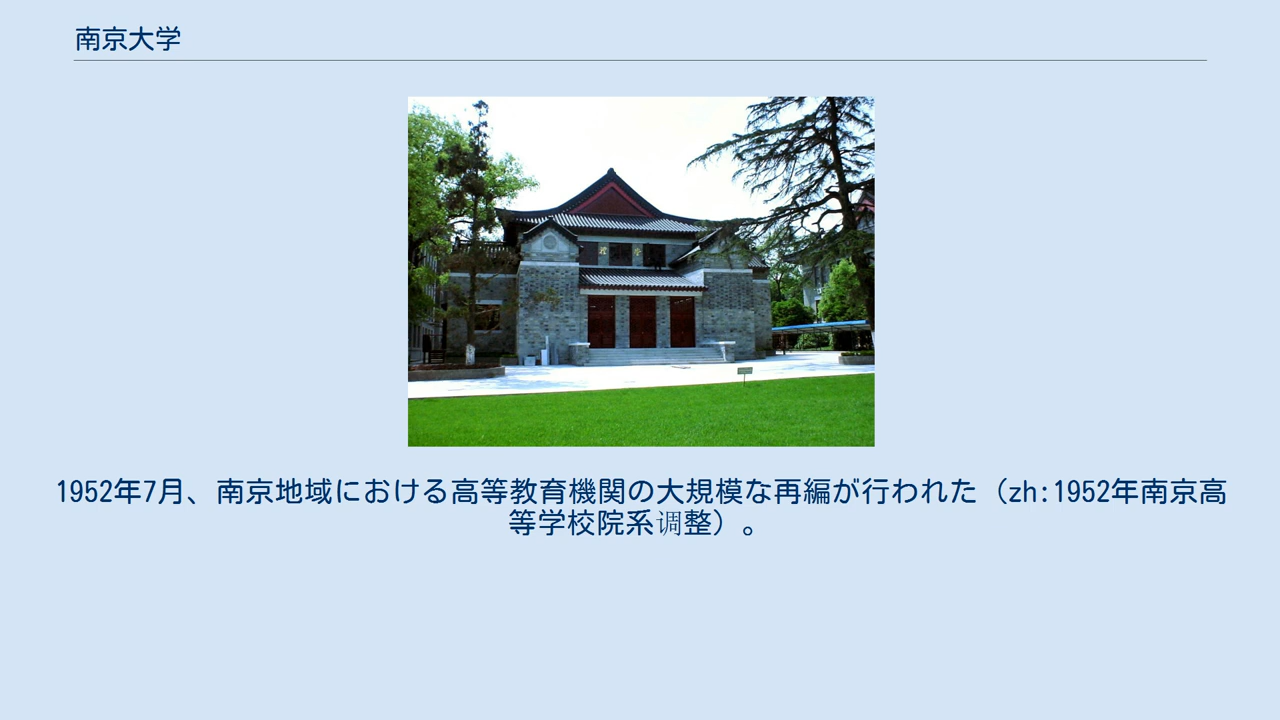 南京大学
堂禮
1952年7月、南京地域における高等教育機関の大規模な再編が行われた（zh:1952年南京高
等学校院系调整）。